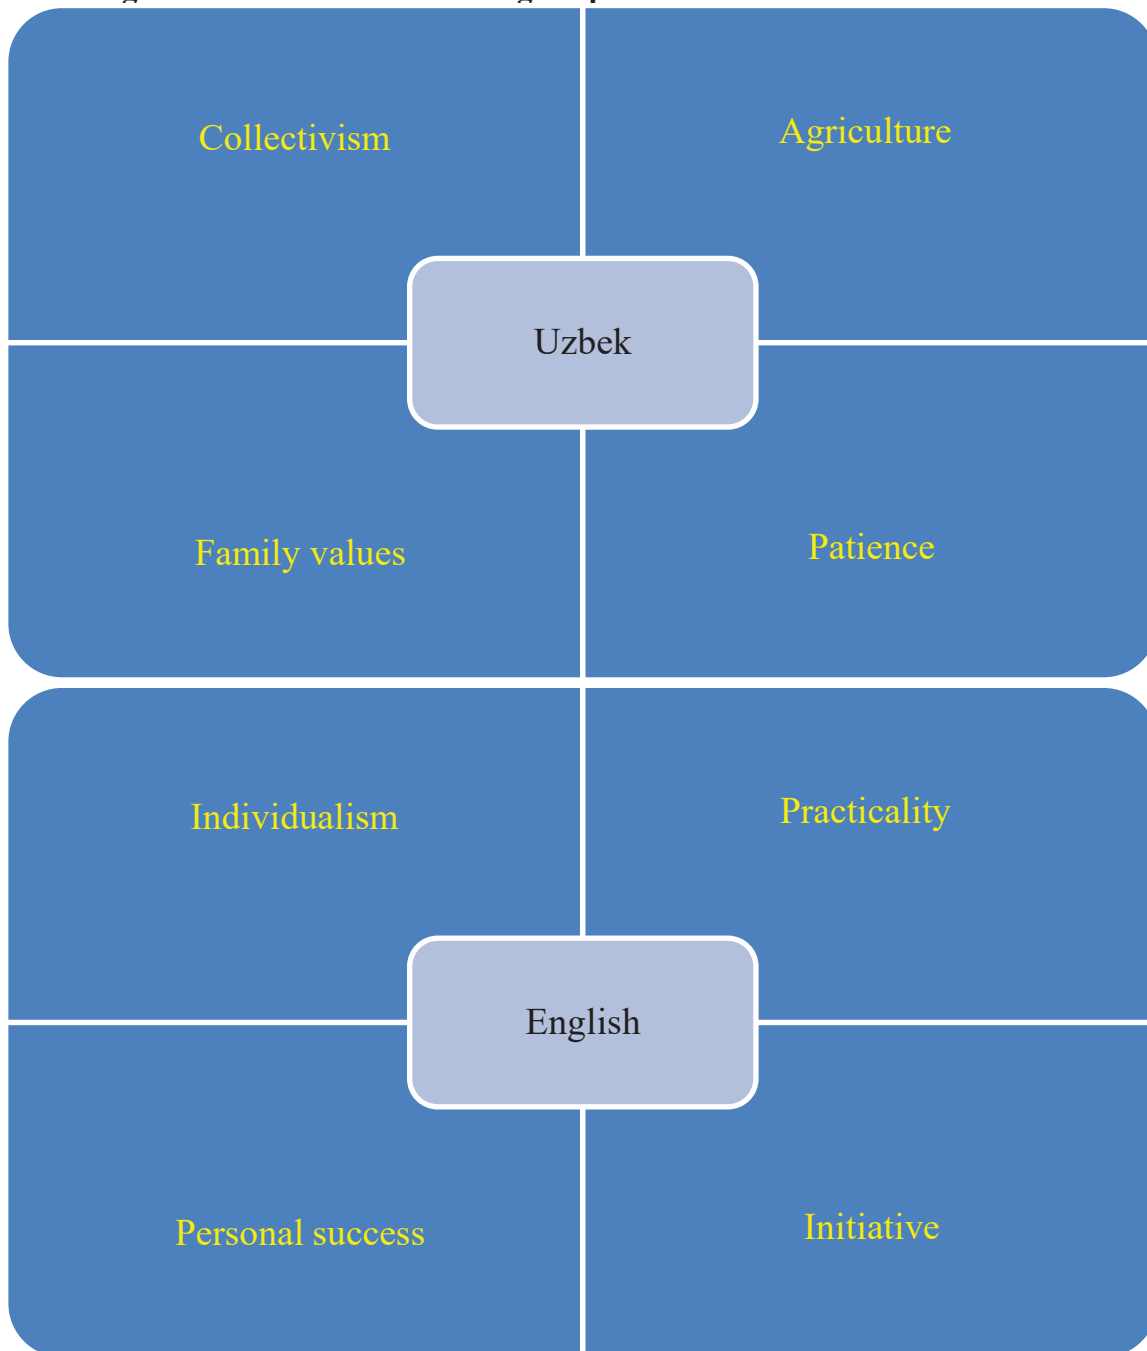 Collectivism
Agriculture
Uzbek
Family values
Patience
Individualism
Practicality
English
Personal success
Initiative